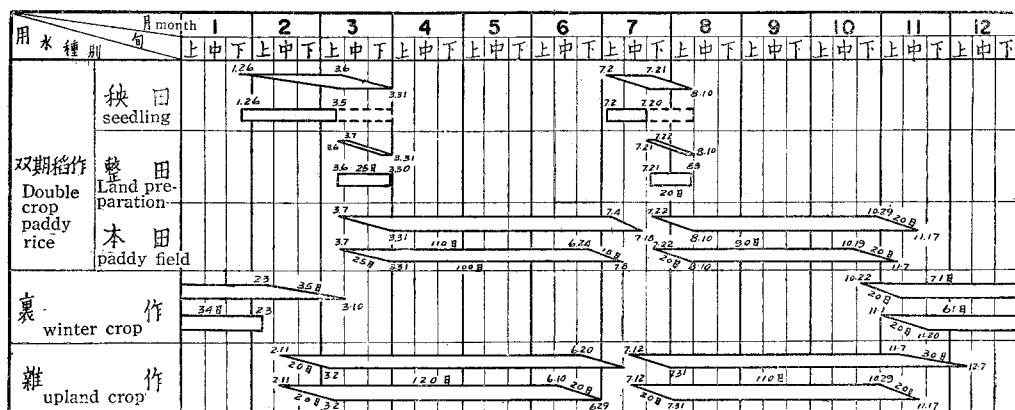 月 month 1 2 3 4 5 6 7 8 9 10 11 12
用水種別 旬 上 中 下 上 中 下 上 中 下 上 中 下 上 中 下 上 中 下 上 中 下 上 中 下 上 中 下 上 中 下 上 中 下 上 中 下
双期稻作
Double
crop
paddy
rice
秧田
seedling
1.26 3.6 3.31 7.2 7.21 8.10
1.26 3.5 7.2 7.20
整田
Land pre-
paration
3.7 3.6 3.31 7.22 7.21 8.10
3.6 25日 3.30 7.21 20日
本田
paddy field
3.7 3.31 7.4 7.18 7.22 8.10 10.29 20日 11.17
3.7 25日 3.31 110日 100日 6.24 18日 7.22 8.10 90日 10.19 20日 11.7
裏作
winter crop
2.3 35日 3.10 10.22 20日 71日
34日 2.3 11.1 20日 11.20 61日
雜作
upland crop
2.11 20日 3.2 6.20 7.12 7.31 11.7 30日 12.7
2.11 20日 3.2 120日 6.10 20日 6.29 7.12 20日 7.31 110日 10.29 20日 11.17